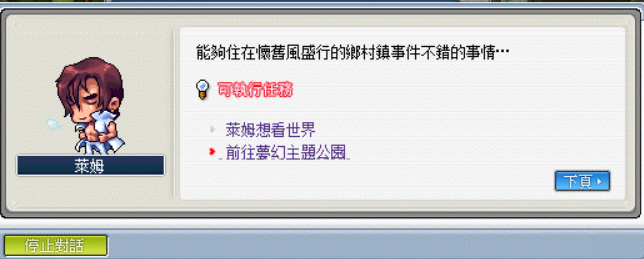 能夠住在懷舊風盛行的鄉村鎮事件不錯的事情…
可執行任務
萊姆想看世界
前往夢幻主題公園
萊姆
下頁
停止對話